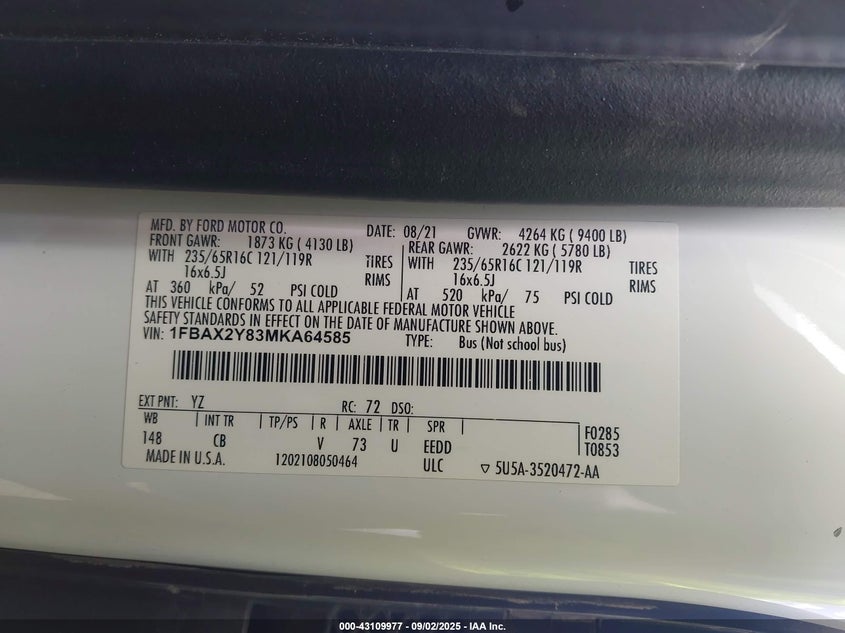 MFD. BY FORD MOTOR CO. DATE: 08/21 GVWR: 4264 KG ( 9400 LB)
FRONT GAWR: 1873 KG ( 4130 LB) REAR GAWR: 2622 KG ( 5780 LB)
WITH 235/65R16C 121/119R TIRES WITH 235/65R16C 121/119R TIRES
16x6.5J RIMS 16x6.5J RIMS
AT 360 kPa/ 52 PSI COLD AT 520 kPa/ 75 PSI COLD
THIS VEHICLE CONFORMS TO ALL APPLICABLE FEDERAL MOTOR VEHICLE
SAFETY STANDARDS IN EFFECT ON THE DATE OF MANUFACTURE SHOWN ABOVE.
VIN: 1FBAX2Y83MKA64585 TYPE: Bus (Not school bus)
EXT PNT: YZ RC: 72 DSO:
WB INT TR TP/PS R AXLE TR SPR F0285
148 CB V 73 U EEDD T0853
MADE IN U.S.A. 1202108050464 ULC ▽ 5U5A-3520472-AA
000-43109977 - 09/02/2025 - IAA Inc.